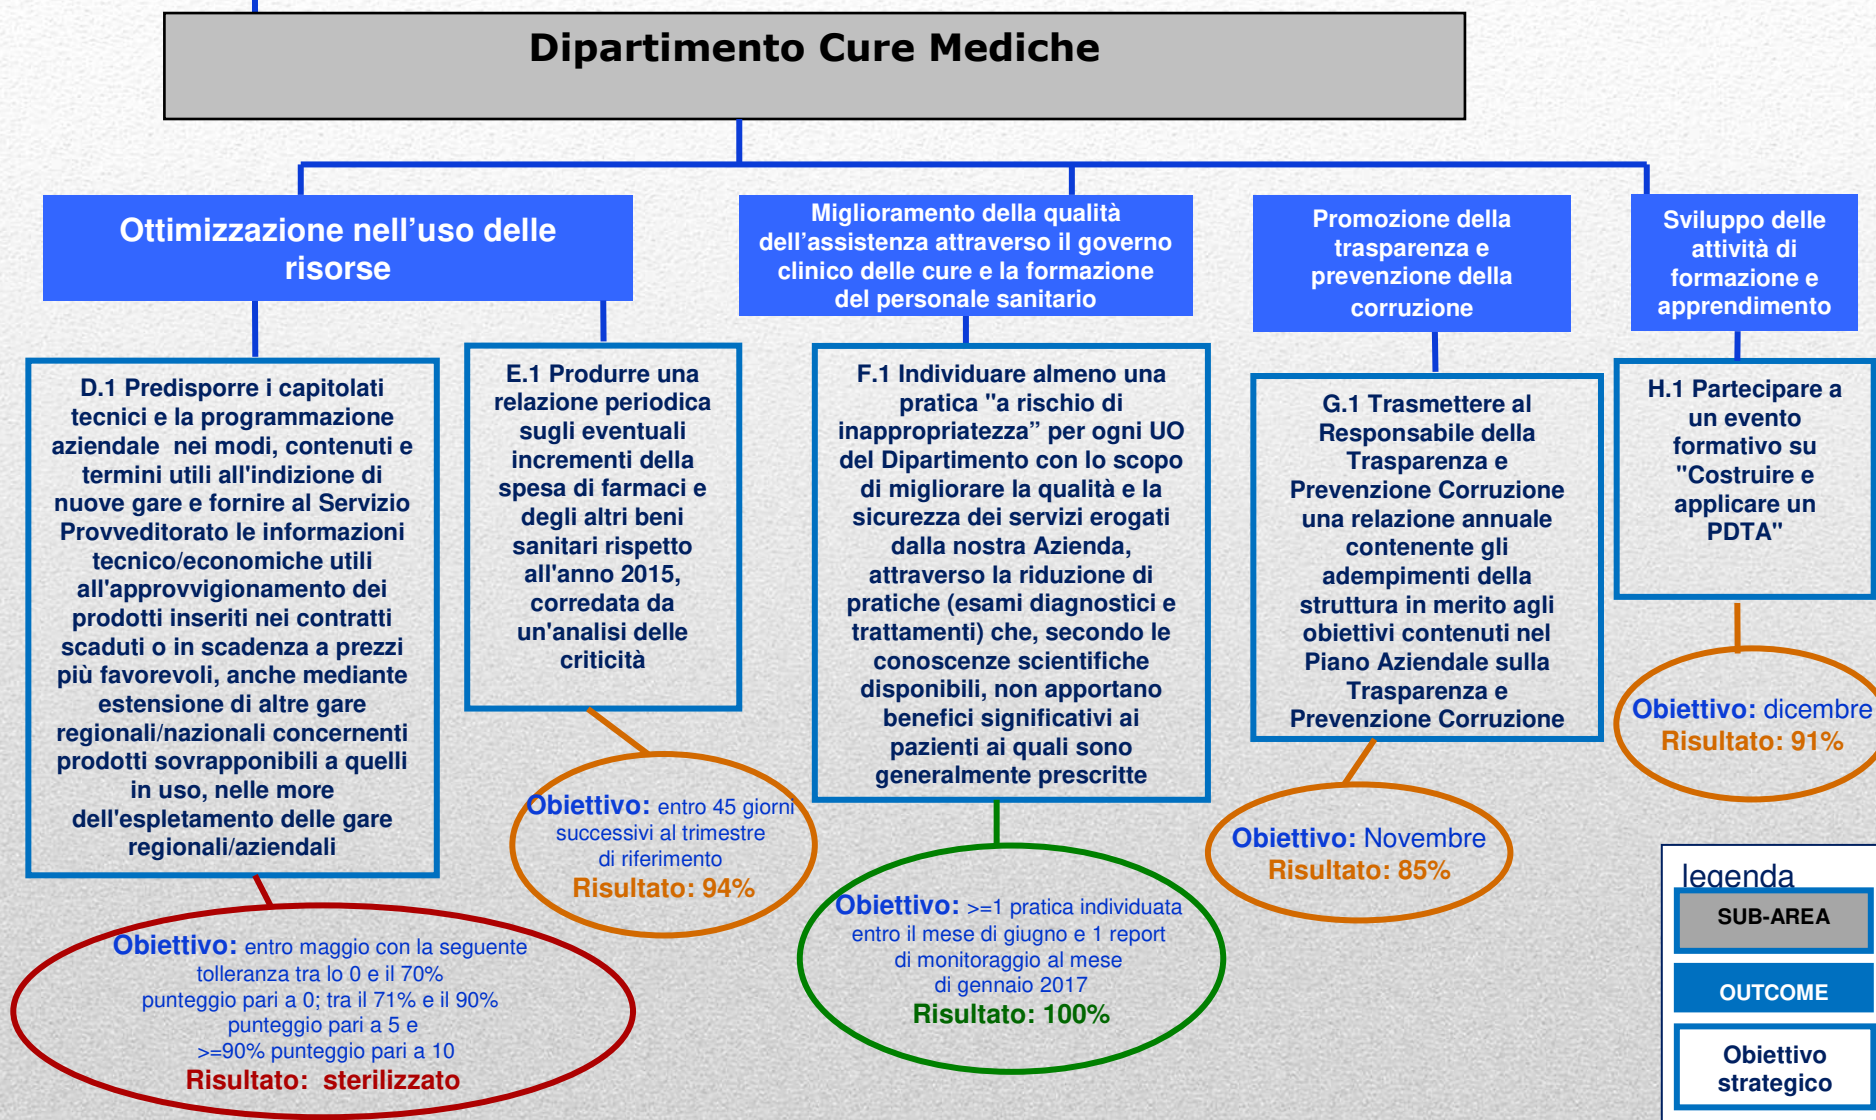 Dipartimento Cure Mediche
Ottimizzazione nell'uso delle
risorse
Miglioramento della qualità
dell'assistenza attraverso il governo
clinico delle cure e la formazione
del personale sanitario
Promozione della
trasparenza e
prevenzione della
corruzione
Sviluppo delle
attività di
formazione e
apprendimento
D.1 Predisporre i capitolati
tecnici e la programmazione
aziendale nei modi, contenuti e
termini utili all'indizione di
nuove gare e fornire al Servizio
Provveditorato le informazioni
tecnico/economiche utili
all'approvvigionamento dei
prodotti inseriti nei contratti
scaduti o in scadenza a prezzi
più favorevoli, anche mediante
estensione di altre gare
regionali/nazionali concernenti
prodotti sovrapponibili a quelli
in uso, nelle more
dell'espletamento delle gare
regionali/aziendali
E.1 Produrre una
relazione periodica
sugli eventuali
incrementi della
spesa di farmaci e
degli altri beni
sanitari rispetto
all'anno 2015,
corredata da
un'analisi delle
criticità
F.1 Individuare almeno una
pratica "a rischio di
inappropriatezza” per ogni UO
del Dipartimento con lo scopo
di migliorare la qualità e la
sicurezza dei servizi erogati
dalla nostra Azienda,
attraverso la riduzione di
pratiche (esami diagnostici e
trattamenti) che, secondo le
conoscenze scientifiche
disponibili, non apportano
benefici significativi ai
pazienti ai quali sono
generalmente prescritte
G.1 Trasmettere al
Responsabile della
Trasparenza e
Prevenzione Corruzione
una relazione annuale
contenente gli
adempimenti della
struttura in merito agli
obiettivi contenuti nel
Piano Aziendale sulla
Trasparenza e
Prevenzione Corruzione
H.1 Partecipare a
un evento
formativo su
"Costruire e
applicare un
PDTA"
Obiettivo: entro maggio con la seguente
tolleranza tra lo 0 e il 70%
punteggio pari a 0; tra il 71% e il 90%
punteggio pari a 5 e
>=90% punteggio pari a 10
Risultato: sterilizzato
Obiettivo: entro 45 giorni
successivi al trimestre
di riferimento
Risultato: 94%
Obiettivo: >=1 pratica individuata
entro il mese di giugno e 1 report
di monitoraggio al mese
di gennaio 2017
Risultato: 100%
Obiettivo: Novembre
Risultato: 85%
Obiettivo: dicembre
Risultato: 91%
legenda
SUB-AREA
OUTCOME
Obiettivo
strategico